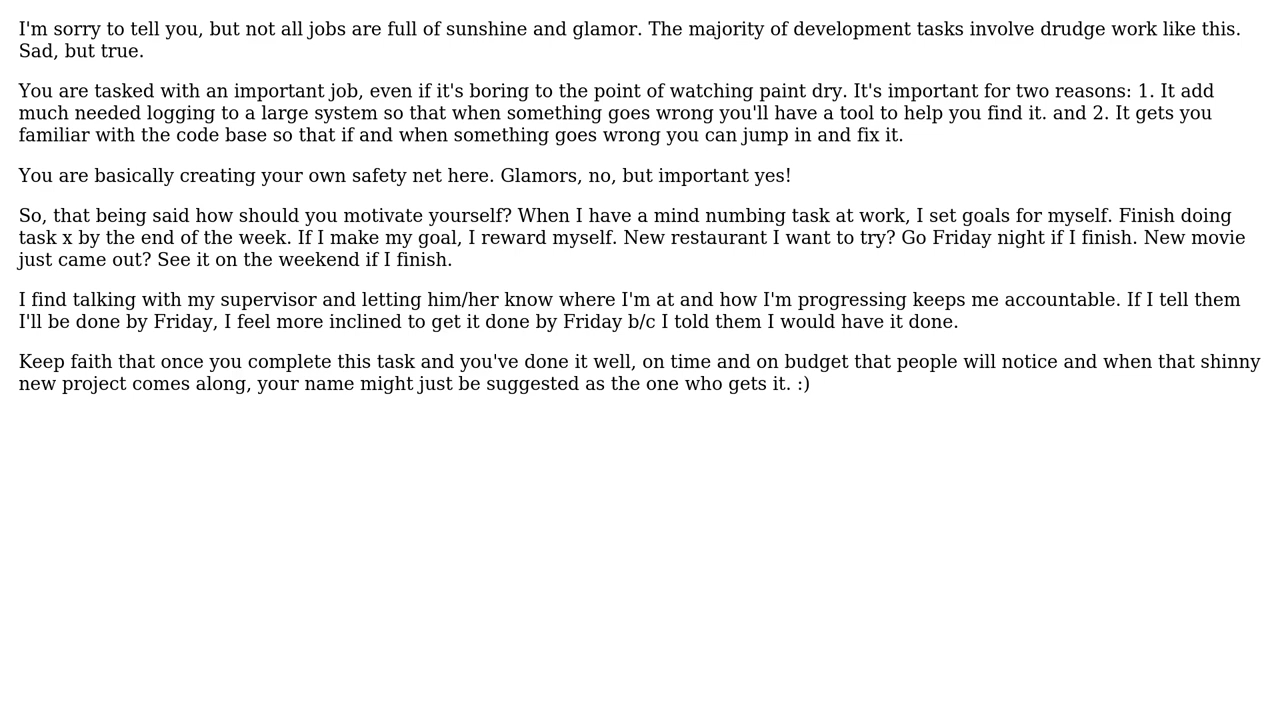 I'm sorry to tell you, but not all jobs are full of sunshine and glamor. The majority of development tasks involve drudge work like this.
Sad, but true.
You are tasked with an important job, even if it's boring to the point of watching paint dry. It's important for two reasons: 1. It add
much needed logging to a large system so that when something goes wrong you'll have a tool to help you find it. and 2. It gets you
familiar with the code base so that if and when something goes wrong you can jump in and fix it.
You are basically creating your own safety net here. Glamors, no, but important yes!
So, that being said how should you motivate yourself? When I have a mind numbing task at work, I set goals for myself. Finish doing
task x by the end of the week. If I make my goal, I reward myself. New restaurant I want to try? Go Friday night if I finish. New movie
just came out? See it on the weekend if I finish.
I find talking with my supervisor and letting him/her know where I'm at and how I'm progressing keeps me accountable. If I tell them
I'll be done by Friday, I feel more inclined to get it done by Friday b/c I told them I would have it done.
Keep faith that once you complete this task and you've done it well, on time and on budget that people will notice and when that shinny
new project comes along, your name might just be suggested as the one who gets it. :)